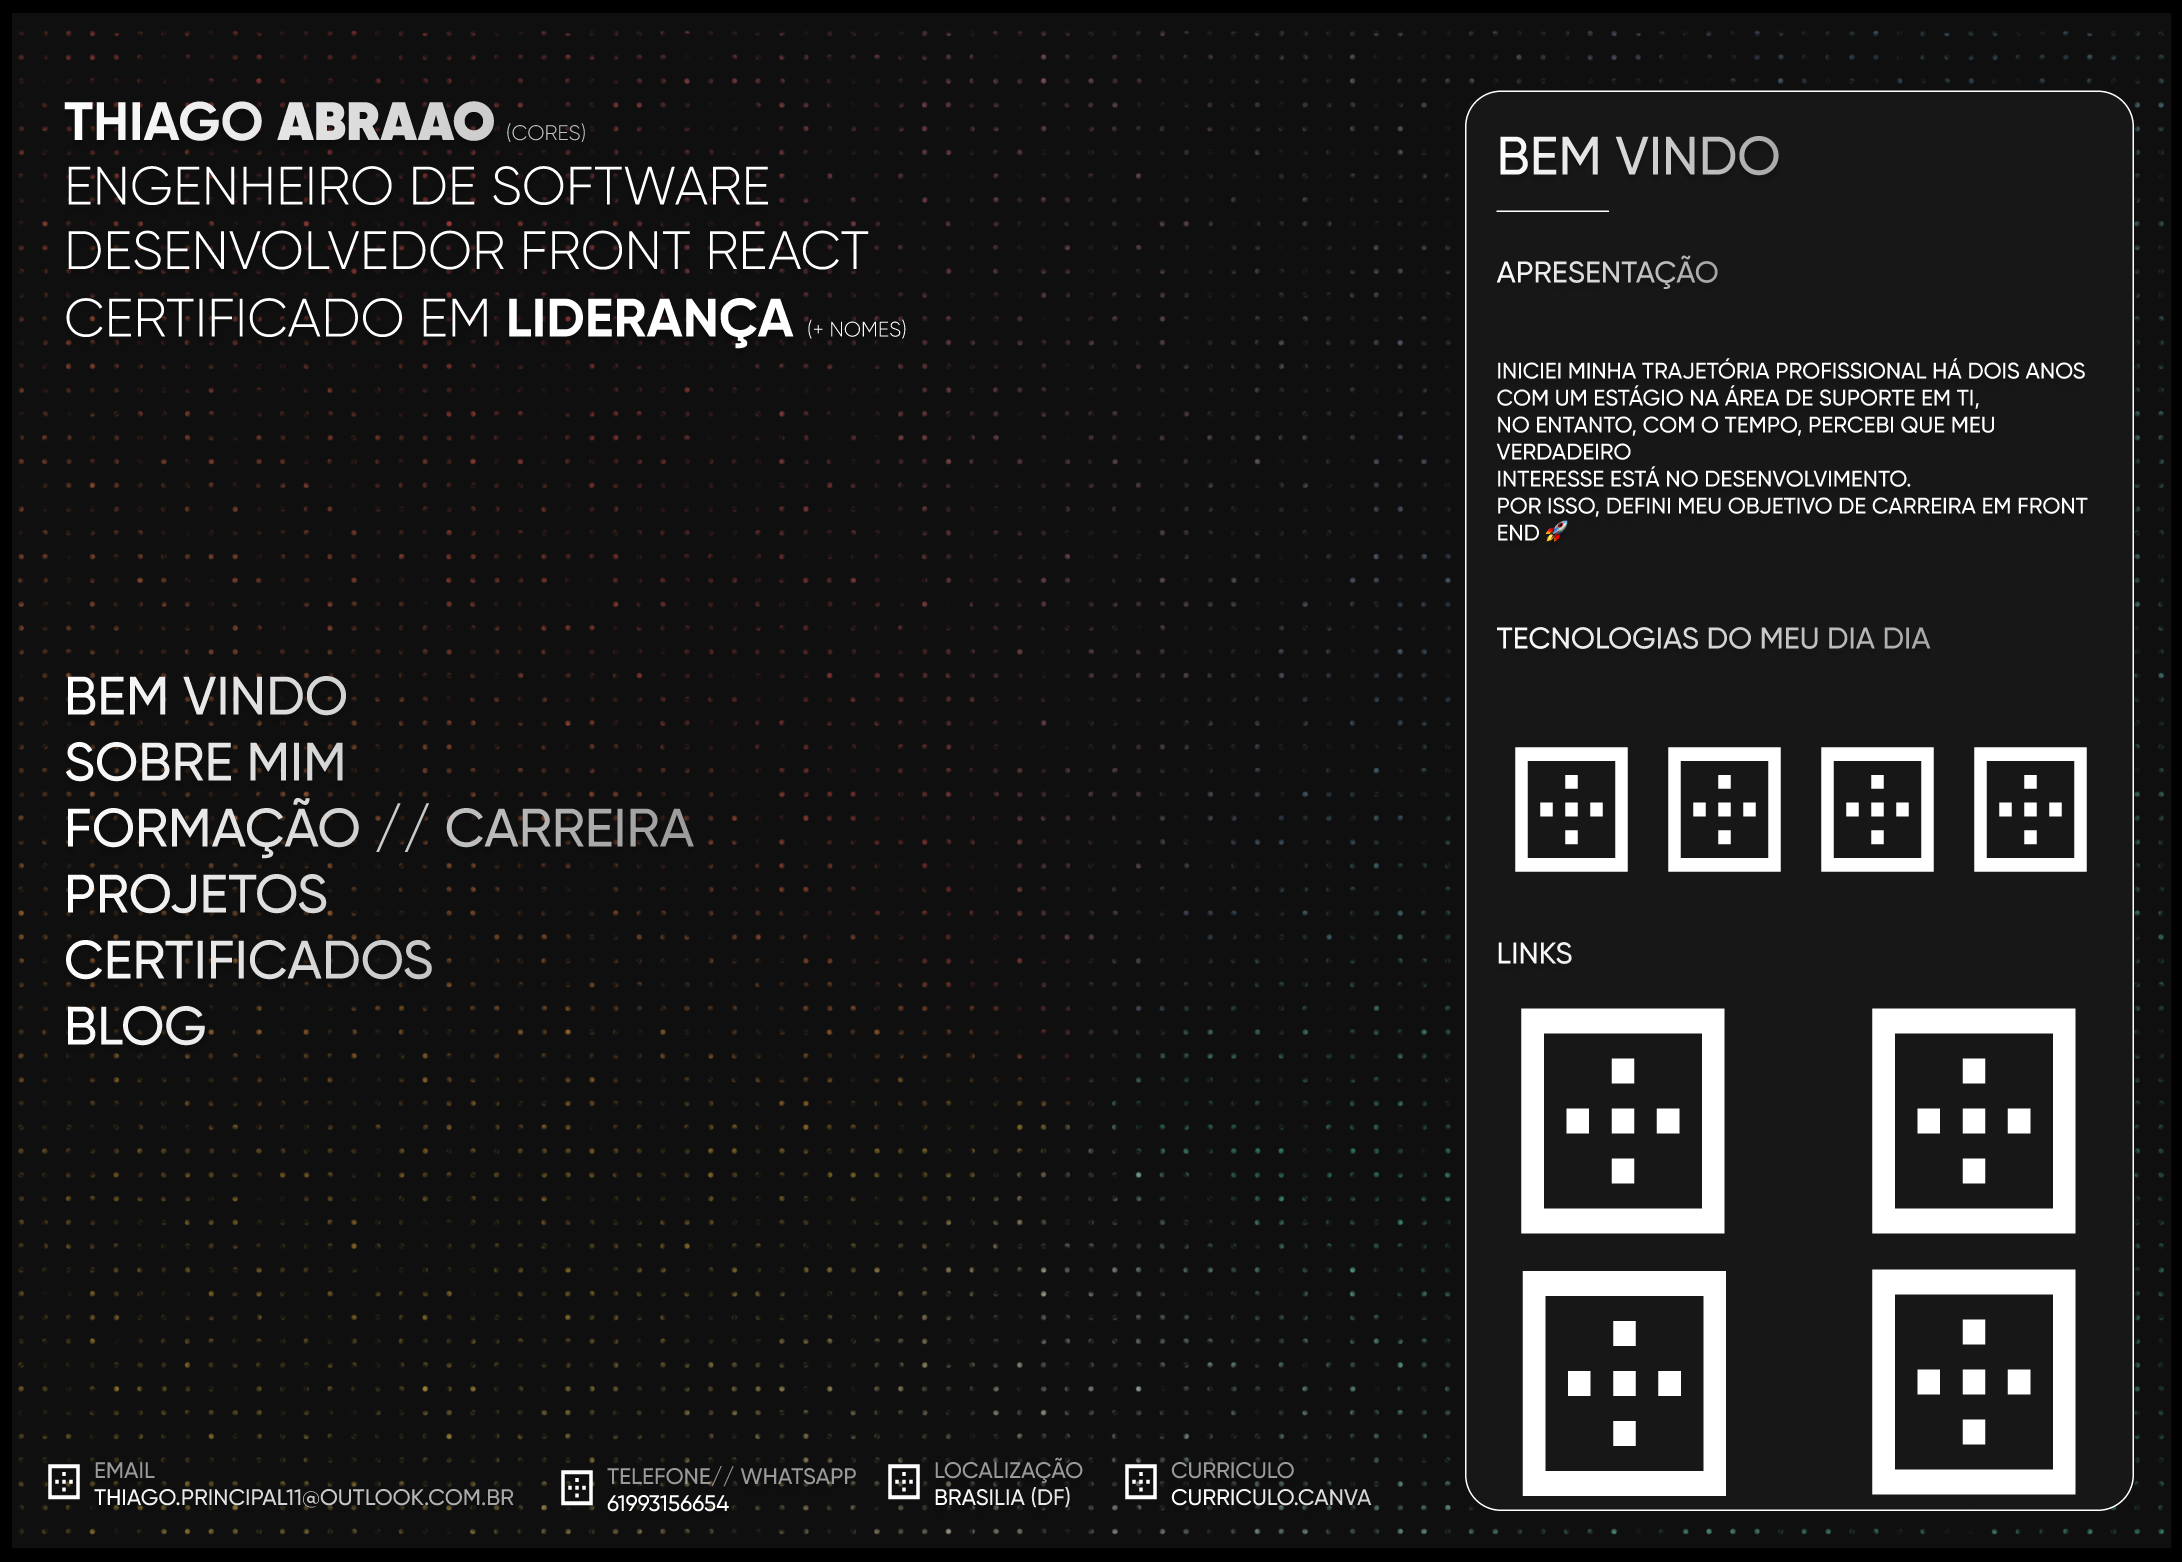 THIAGO ABRAAO (CORES)
ENGENHEIRO DE SOFTWARE
DESENVOLVEDOR FRONT REACT
CERTIFICADO EM LIDERANÇA (+ NOMES)
BEM VINDO
SOBRE MIM
FORMAÇÃO // CARREIRA
PROJETOS
CERTIFICADOS
BLOG
EMAIL
THIAGO.PRINCIPAL11@OUTLOOK.COM.BR
TELEFONE// WHATSAPP
61993156654
LOCALIZAÇÃO
BRASILIA (DF)
CURRICULO
CURRICULO.CANVA
BEM VINDO
APRESENTAÇÃO
INICIEI MINHA TRAJETÓRIA PROFISSIONAL HÁ DOIS ANOS
COM UM ESTÁGIO NA ÁREA DE SUPORTE EM TI,
NO ENTANTO, COM O TEMPO, PERCEBI QUE MEU
VERDADEIRO
INTERESSE ESTÁ NO DESENVOLVIMENTO.
POR ISSO, DEFINI MEU OBJETIVO DE CARREIRA EM FRONT
END 🚀
TECNOLOGIAS DO MEU DIA DIA
LINKS